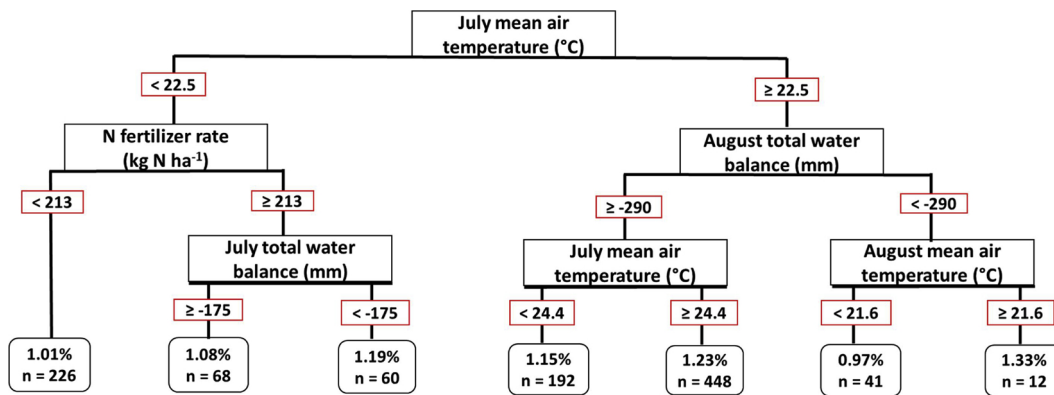 July mean air
temperature (°C)
< 22.5
≥ 22.5
N fertilizer rate
(kg N ha⁻¹)
August total water
balance (mm)
< 213
≥ 213
≥ -290
< -290
July total water
balance (mm)
July mean air
temperature (°C)
August mean air
temperature (°C)
≥ -175
< -175
< 24.4
≥ 24.4
< 21.6
≥ 21.6
1.01%
n = 226
1.08%
n = 68
1.19%
n = 60
1.15%
n = 192
1.23%
n = 448
0.97%
n = 41
1.33%
n = 12